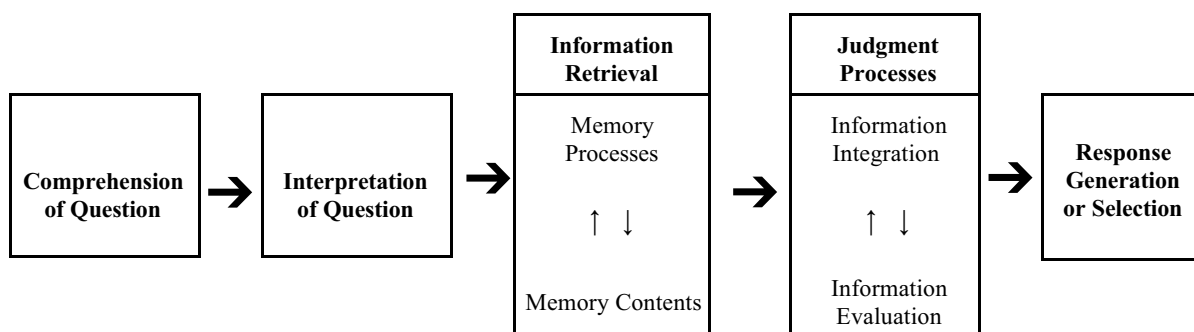 Comprehension
of Question
Interpretation
of Question
Information
Retrieval
Memory
Processes
↑ ↓
Memory Contents
Judgment
Processes
Information
Integration
↑ ↓
Information
Evaluation
Response
Generation
or Selection